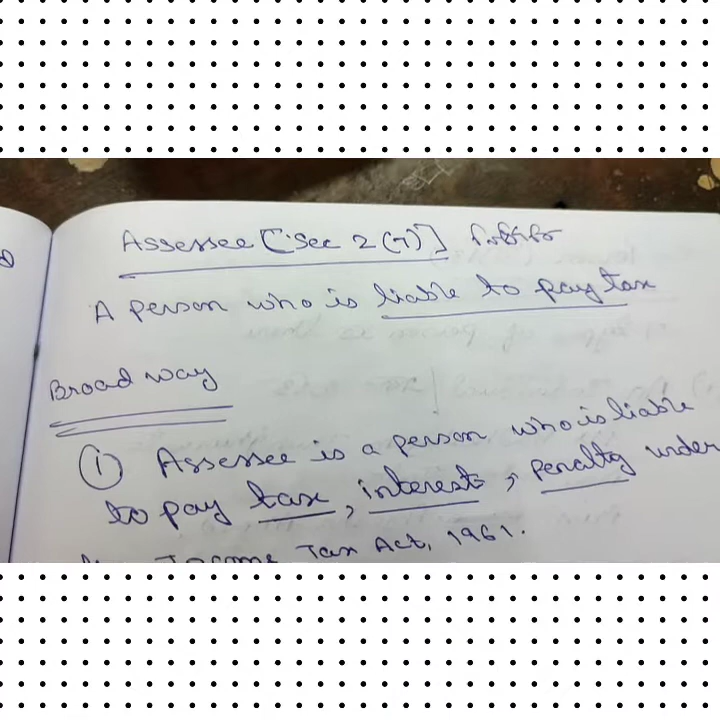 Assessee [Sec 2(7)]
A person who is liable to pay tax
Broad way
① Assessee is a person who is liable
to pay tax, interest, penalty under
Income Tax Act, 1961.